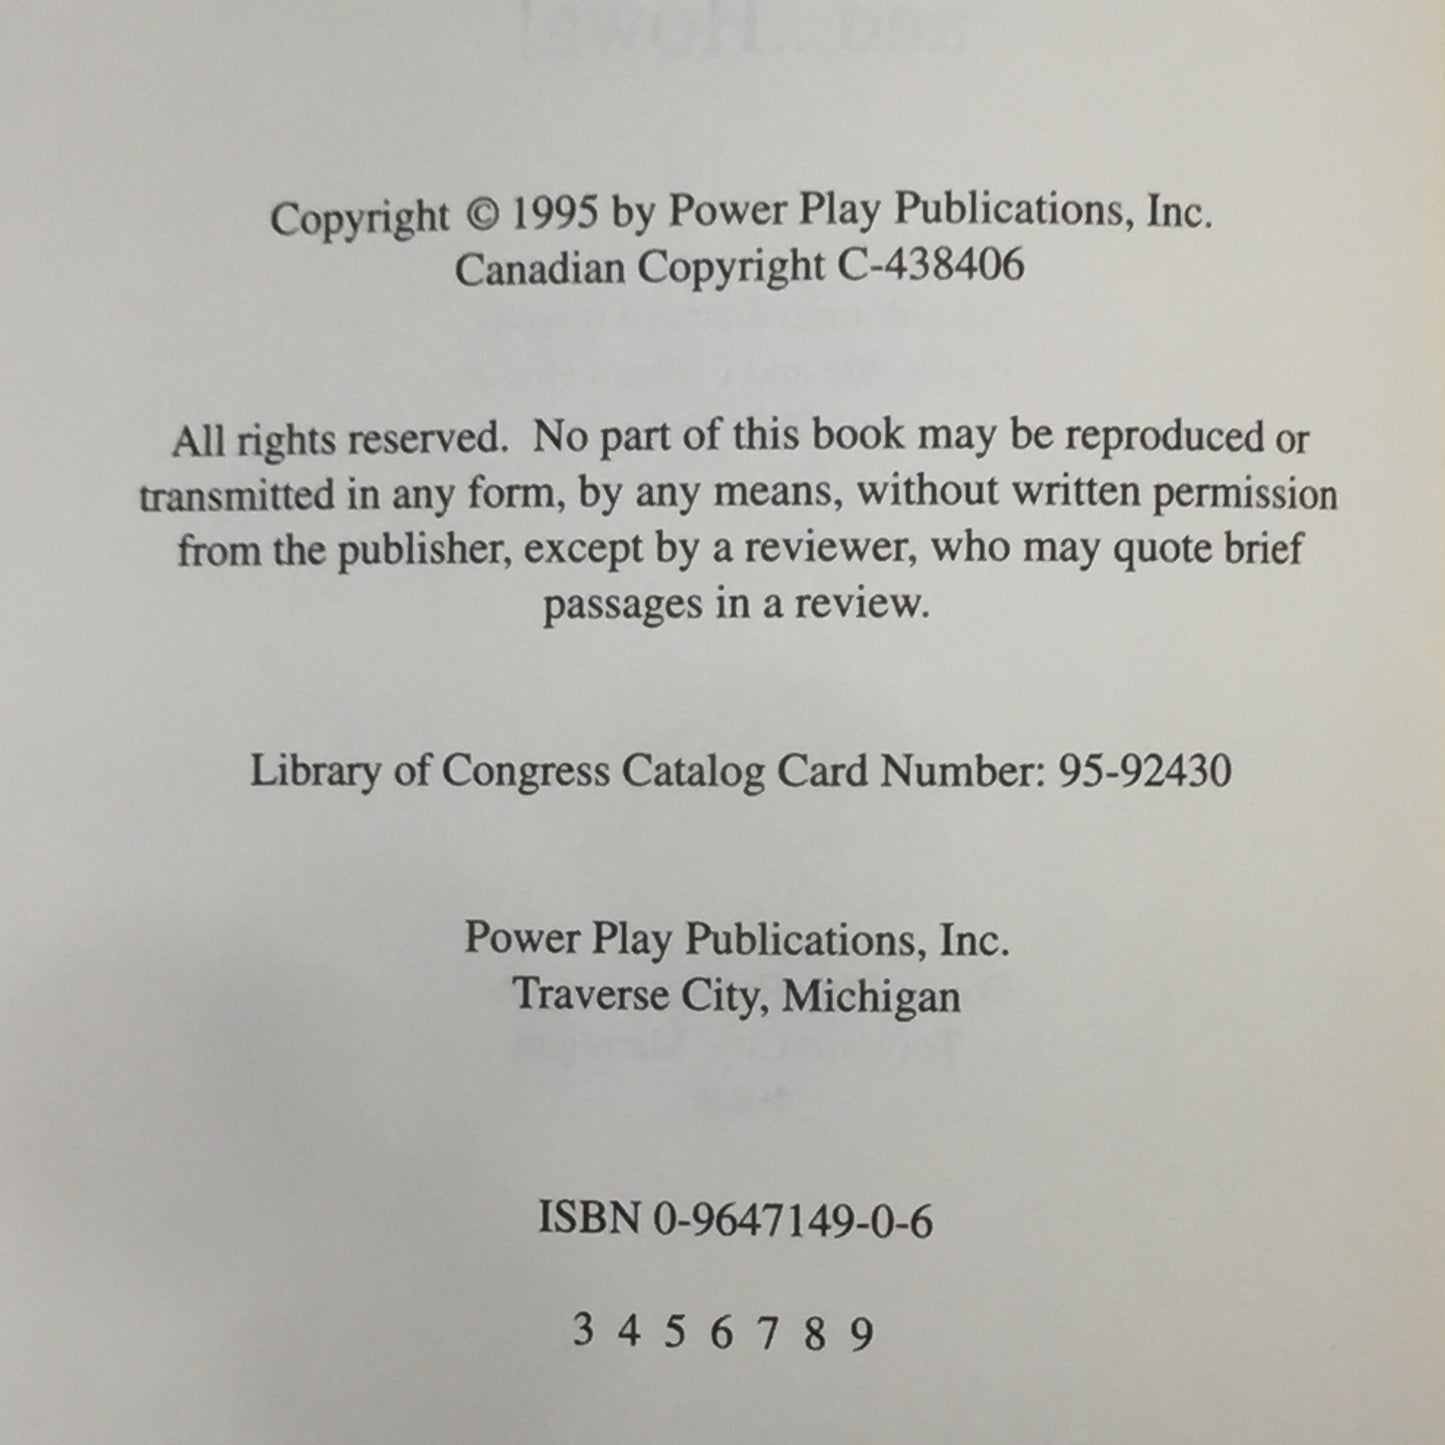 Copyright © 1995 by Power Play Publications, Inc.
Canadian Copyright C-438406
All rights reserved.  No part of this book may be reproduced or
transmitted in any form, by any means, without written permission
from the publisher, except by a reviewer, who may quote brief
passages in a review.
Library of Congress Catalog Card Number: 95-92430
Power Play Publications, Inc.
Traverse City, Michigan
ISBN 0-9647149-0-6
3 4 5 6 7 8 9